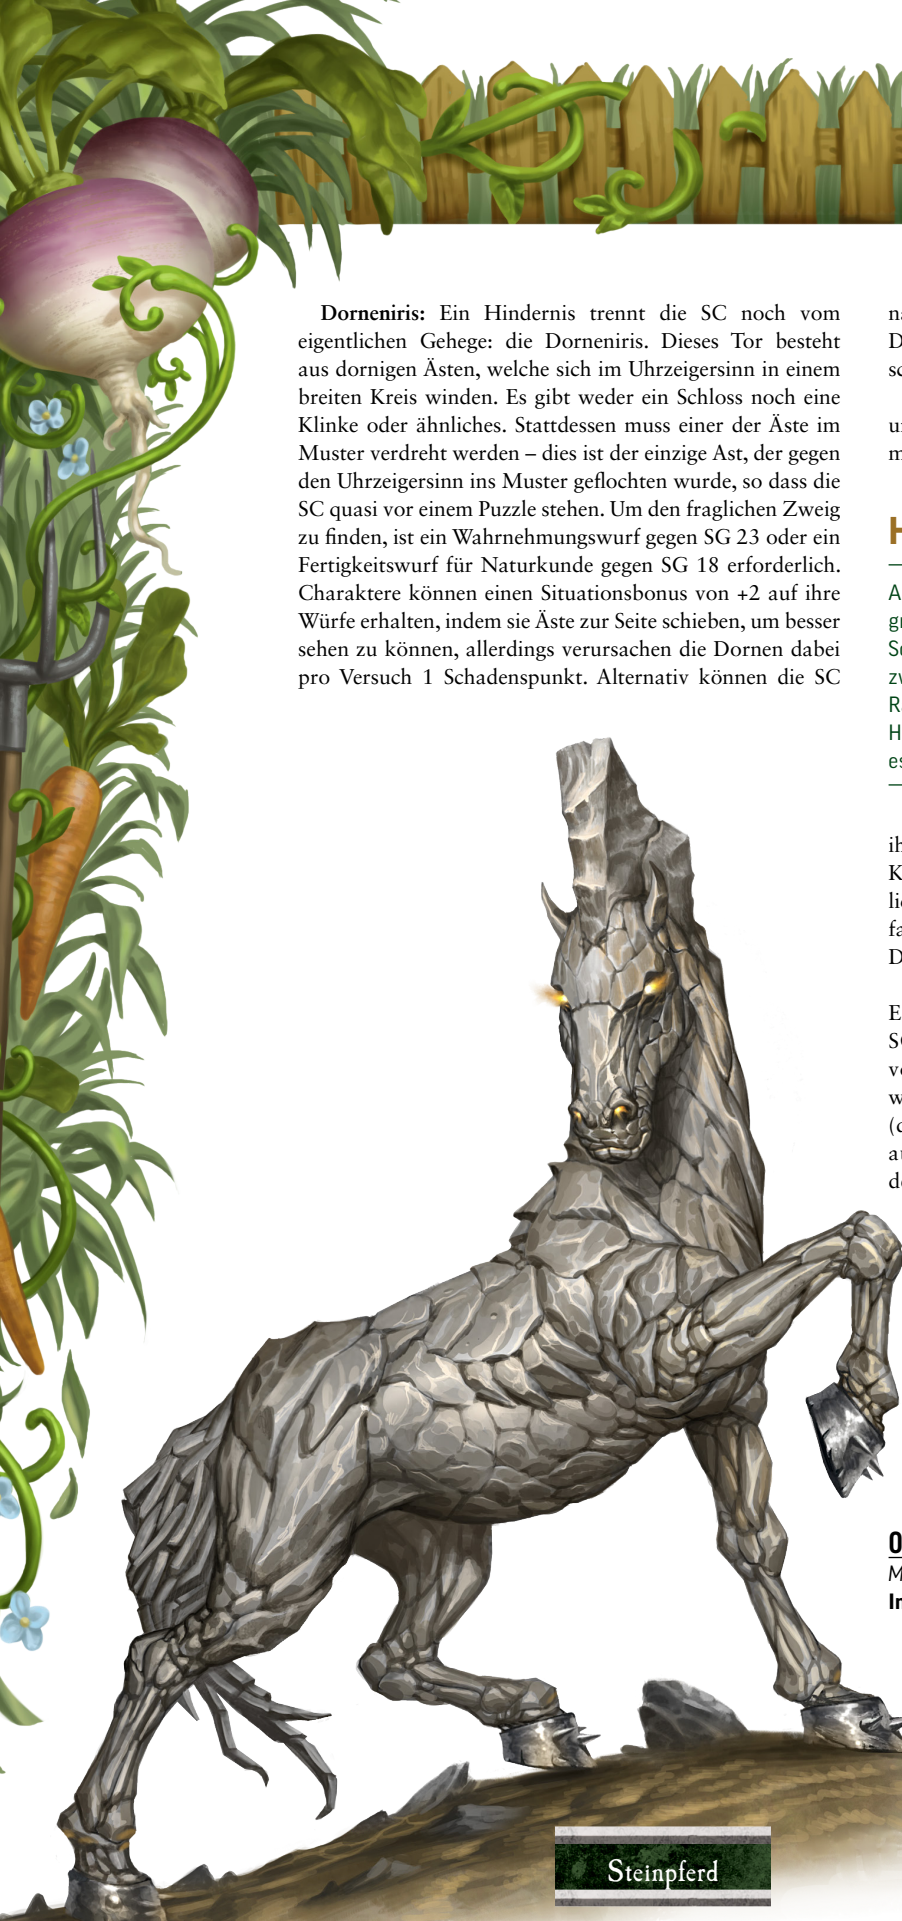 Dorneniris: Ein Hindernis trennt die SC noch vom
eigentlichen Gehege: die Dorneniris. Dieses Tor besteht
aus dornigen Ästen, welche sich im Uhrzeigersinn in einem
breiten Kreis winden. Es gibt weder ein Schloss noch eine
Klinke oder ähnliches. Stattdessen muss einer der Äste im
Muster verdreht werden – dies ist der einzige Ast, der gegen
den Uhrzeigersinn ins Muster geflochten wurde, so dass die
SC quasi vor einem Puzzle stehen. Um den fraglichen Zweig
zu finden, ist ein Wahrnehmungswurf gegen SG 23 oder ein
Fertigkeitswurf für Naturkunde gegen SG 18 erforderlich.
Charaktere können einen Situationsbonus von +2 auf ihre
Würfe erhalten, indem sie Äste zur Seite schieben, um besser
sehen zu können, allerdings verursachen die Dornen dabei
pro Versuch 1 Schadenspunkt. Alternativ können die SC
Steinpferd